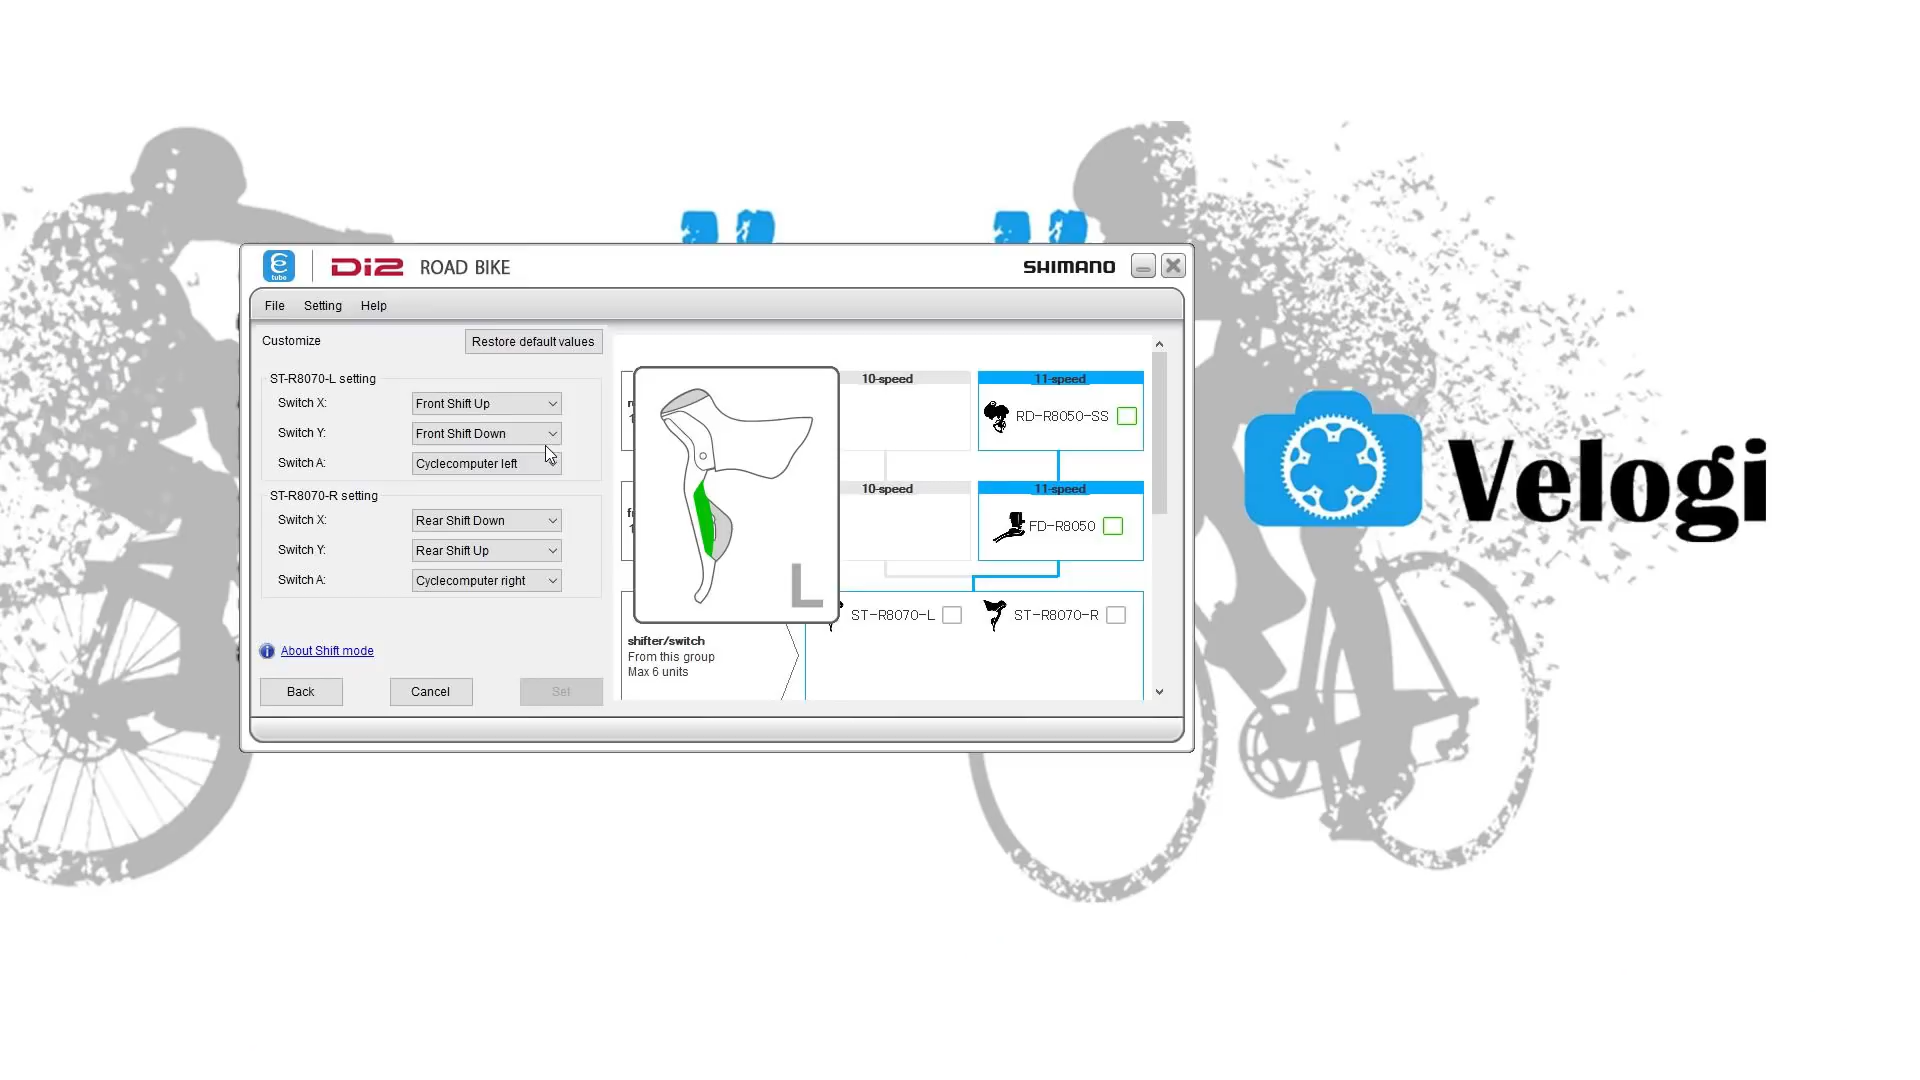 e
tube
Di2 ROAD BIKE
SHIMANO
File Setting Help
Customize
Restore default values
ST-R8070-L setting
Switch X: Front Shift Up
Switch Y: Front Shift Down
Switch A: Cyclecomputer left
ST-R8070-R setting
Switch X: Rear Shift Down
Switch Y: Rear Shift Up
Switch A: Cyclecomputer right
About Shift mode
Back Cancel Set
L
10-speed 11-speed
RD-R8050-SS
10-speed 11-speed
FD-R8050
ST-R8070-L ST-R8070-R
shifter/switch
From this group
Max 6 units
Velogi